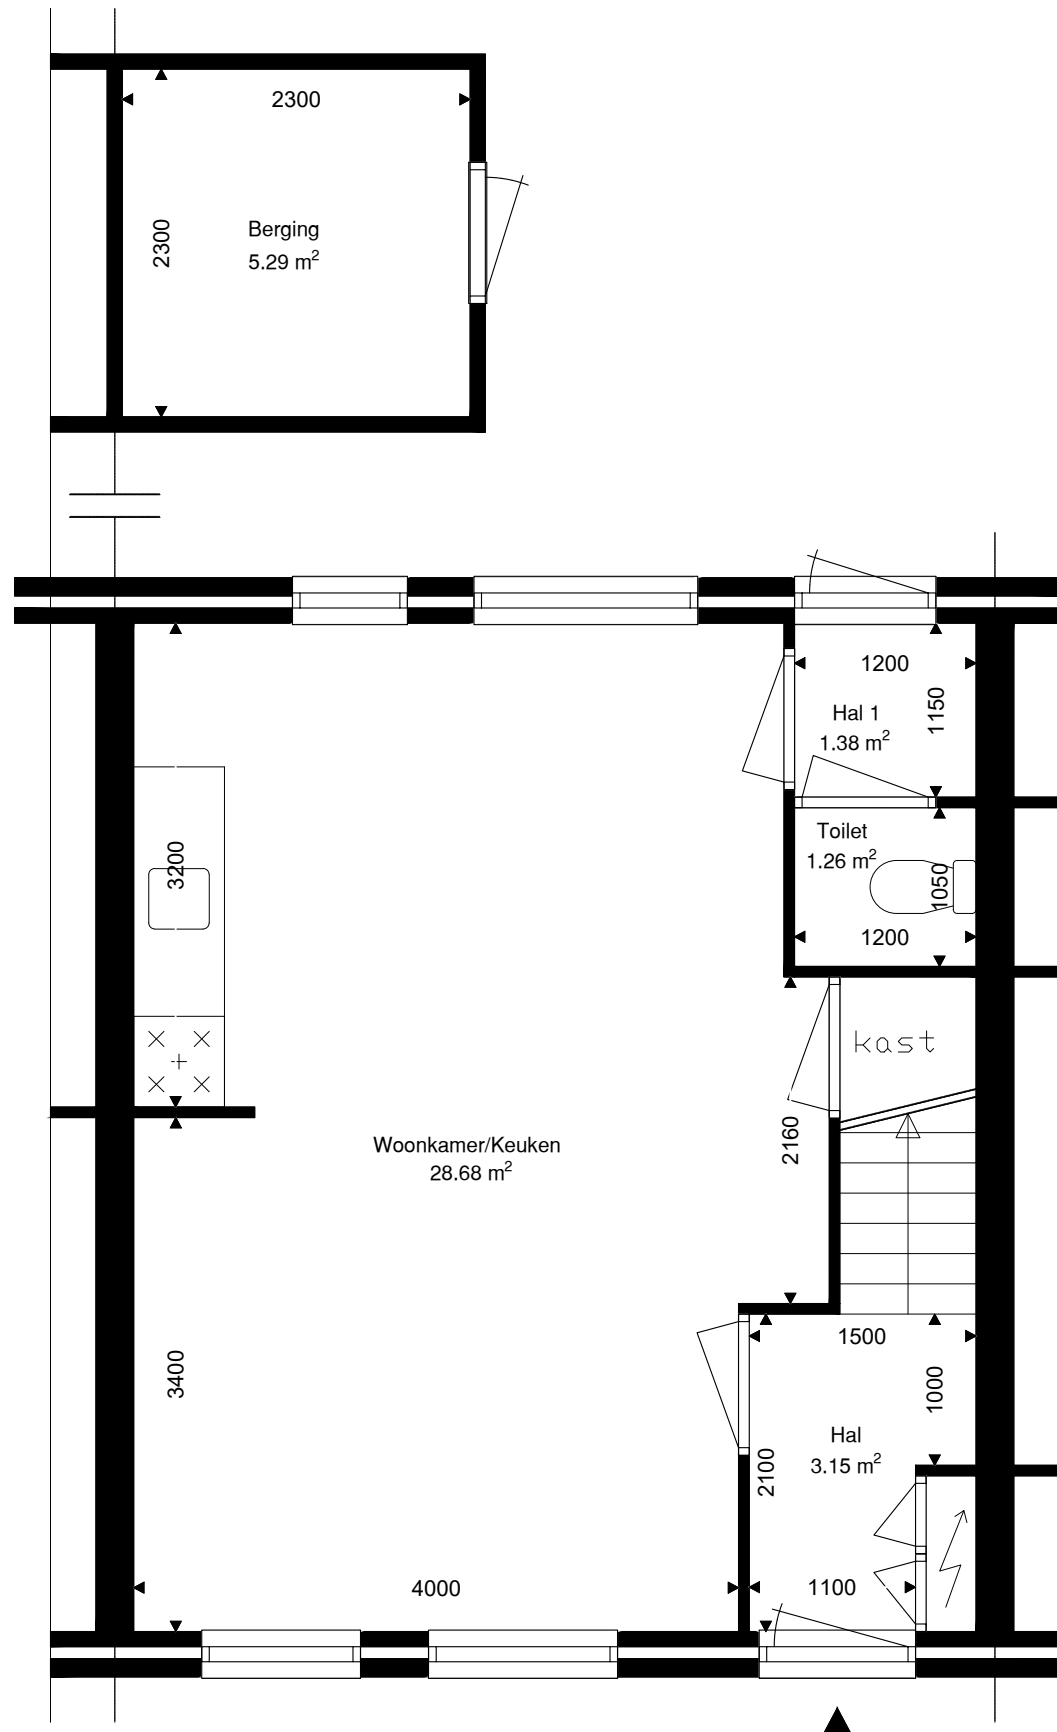 2300
2300
Berging
5.29 m²
1200
1150
Hal 1
1.38 m²
Toilet
1.26 m²
3200
1050
1200
kast
2160
Woonkamer/Keuken
28.68 m²
1500
3400
1000
Hal
3.15 m²
2100
4000
1100